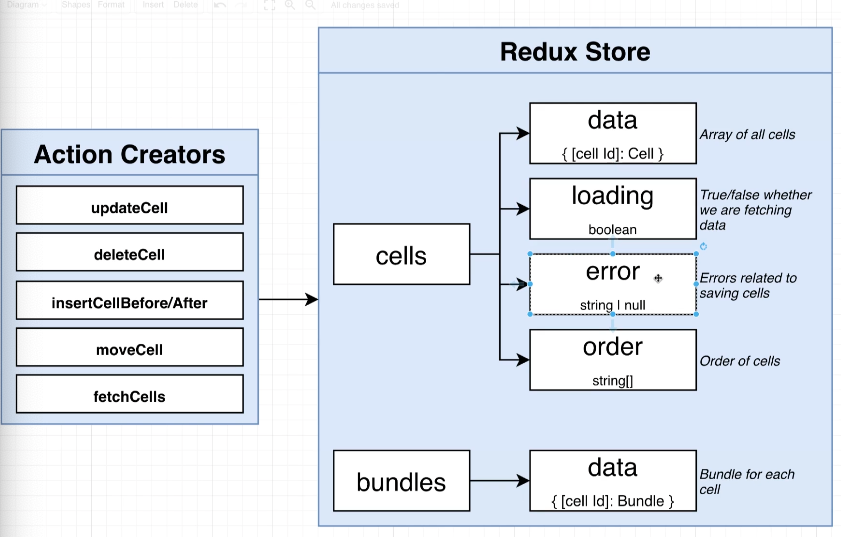 Diagram
Shapes
Format
Insert
Delete
All changes saved
Redux Store
Action Creators
updateCell
deleteCell
insertCellBefore/After
moveCell
fetchCells
cells
data
{ [cell Id]: Cell }
Array of all cells
loading
boolean
True/false whether
we are fetching
data
error
string | null
Errors related to
saving cells
order
string[]
Order of cells
bundles
data
{ [cell Id]: Bundle }
Bundle for each
cell